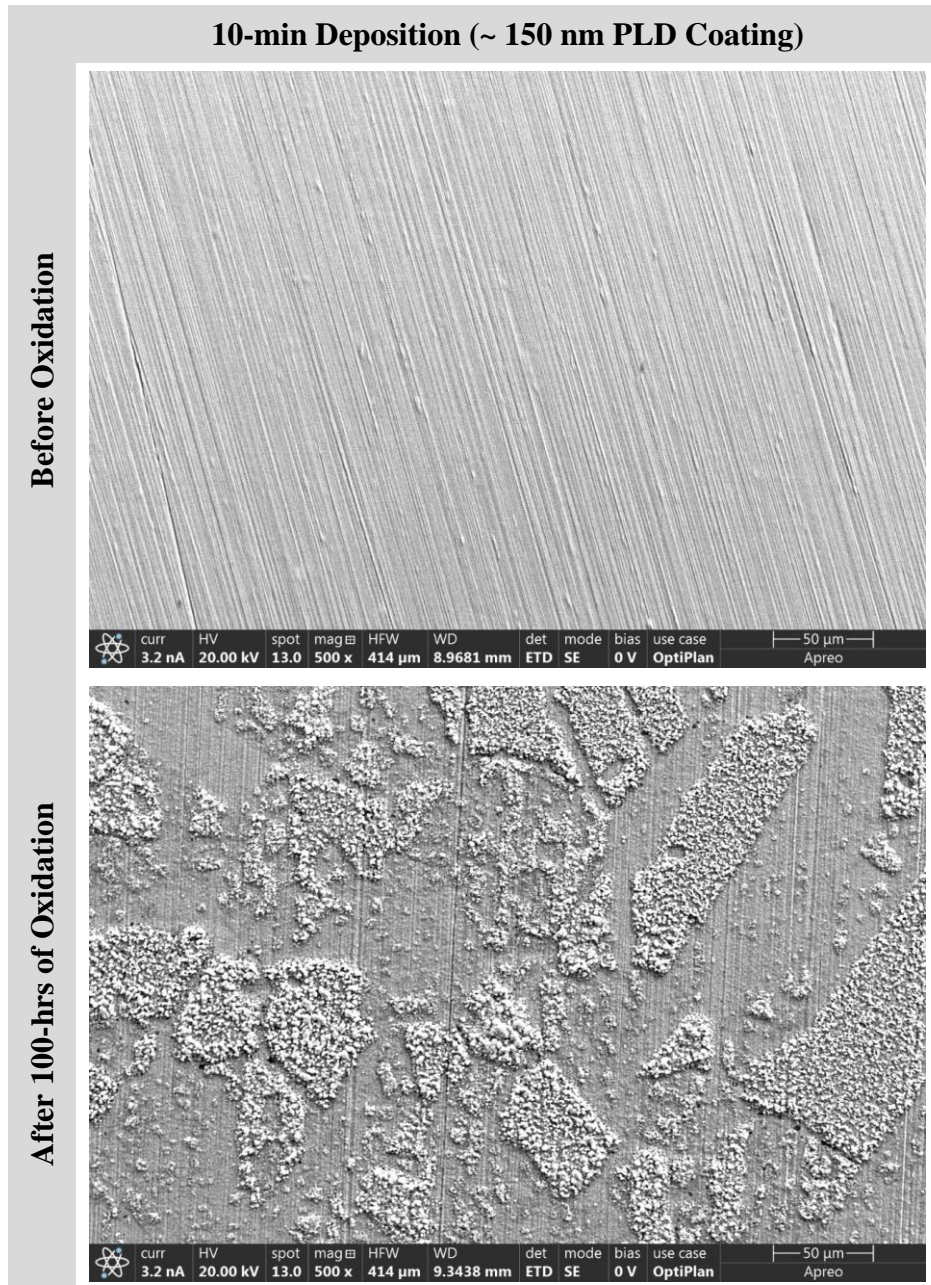 10-min Deposition (~ 150 nm PLD Coating)
Before Oxidation
curr HV spot mag HFW WD det mode bias use case 50 µm
3.2 nA 20.00 kV 13.0 500 x 414 µm 8.9681 mm ETD SE 0 V OptiPlan Apreo
After 100-hrs of Oxidation
curr HV spot mag HFW WD det mode bias use case 50 µm
3.2 nA 20.00 kV 13.0 500 x 414 µm 9.3438 mm ETD SE 0 V OptiPlan Apreo